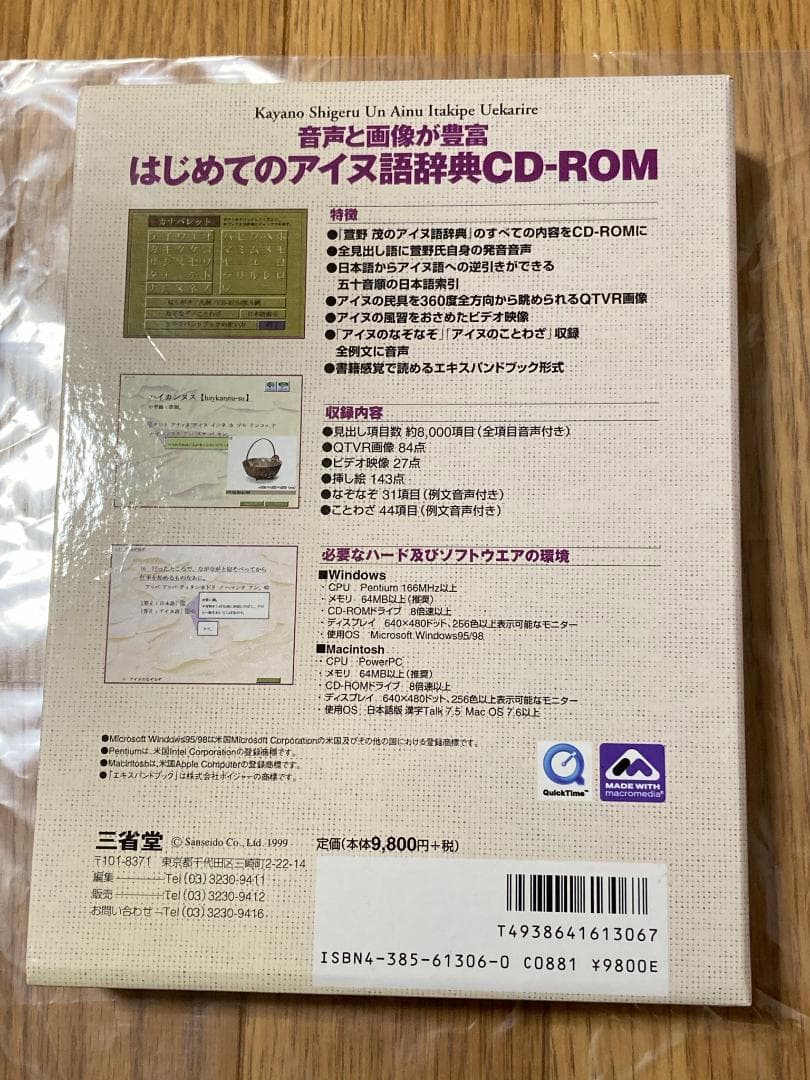 Kayano Shigeru Un Ainu Itakipe Uekarire
音声と画像が豊富
はじめてのアイヌ語辞典CD-ROM
カナパレット
特徴
●『萱野 茂のアイヌ語辞典』のすべての内容をCD-ROMに
●全見出し語に萱野氏自身の発音音声
●日本語からアイヌ語への逆引きができる
五十音順の日本語索引
●アイヌの民具を360度全方向から眺められるQTVR画像
●アイヌの風習をおさめたビデオ映像
●「アイヌのなぞなぞ」「アイヌのことわざ」収録
全例文に音声
●書籍感覚で読めるエキスパンドブック形式
ハイカンヌス【haykannu-su】
収録内容
●見出し項目数 約8,000項目(全項目音声付き)
●QTVR画像 84点
●ビデオ映像 27点
●挿し絵 143点
●なぞなぞ 31項目(例文音声付き)
●ことわざ 44項目(例文音声付き)
必要なハード及びソフトウエアの環境
■Windows
・CPU Pentium 166MHz以上
・メモリ 64MB以上(推奨)
・CD-ROMドライブ 8倍速以上
・ディスプレイ 640×480ドット、256色以上表示可能なモニター
・使用OS Microsoft Windows95/98
■Macintosh
・CPU PowerPC
・メモリ 64MB以上(推奨)
・CD-ROMドライブ 8倍速以上
・ディスプレイ 640×480ドット、256色以上表示可能なモニター
・使用OS 日本語版 漢字Talk 7.5 Mac OS 7.6以上
●Microsoft Windows95/98は米国Microsoft Corporationの米国及びその他の国における登録商標です。
●Pentiumは、米国Intel Corporationの登録商標です。
●Macintoshは、米国Apple Computerの登録商標です。
●「エキスパンドブック」は株式会社ボイジャーの商標です。
QuickTime™
MADE WITH
macromedia®
三省堂 © Sanseido Co., Ltd. 1999
定価(本体9,800円+税)
〒101-8371 東京都千代田区三崎町2-22-14
編集 Tel (03) 3230-9411
販売 Tel (03) 3230-9412
お問い合わせ Tel (03) 3230-9416
T4938641613067
ISBN4-385-61306-0 C0881 ¥9800E